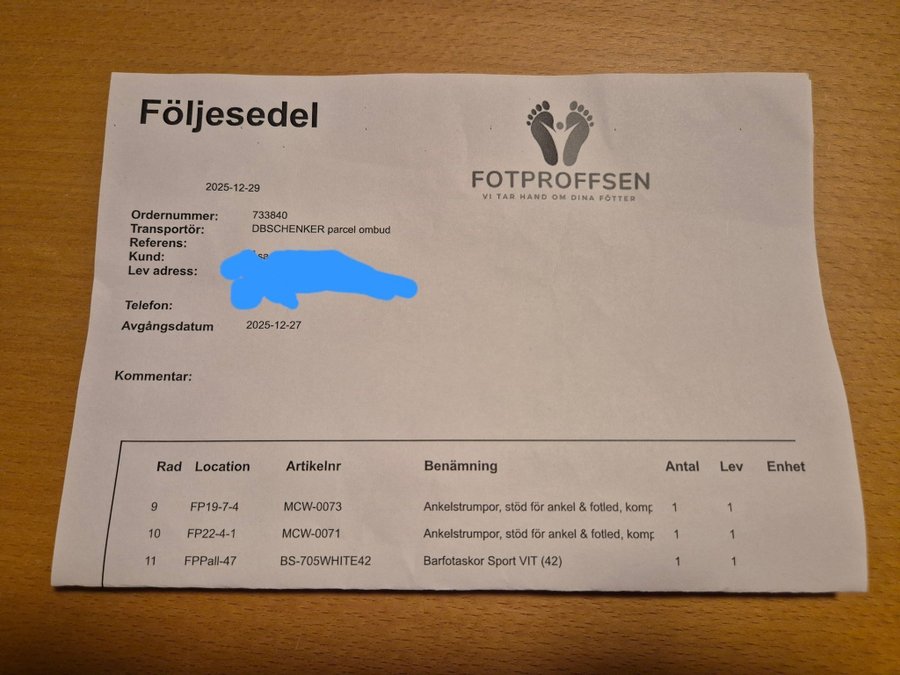 Följesedel
FOTPROFFSEN
VI TAR HAND OM DINA FÖTTER
2025-12-29
Ordernummer: 733840
Transportör: DBSCHENKER parcel ombud
Referens:
Kund:
Lev adress:
Telefon:
Avgångsdatum 2025-12-27
Kommentar:
Rad Location Artikelnr Benämning Antal Lev Enhet
9 FP19-7-4 MCW-0073 Ankelstrumpor, stöd för ankel & fotled, komp 1 1
10 FP22-4-1 MCW-0071 Ankelstrumpor, stöd för ankel & fotled, komp 1 1
11 FPPall-47 BS-705WHITE42 Barfotaskor Sport VIT (42) 1 1